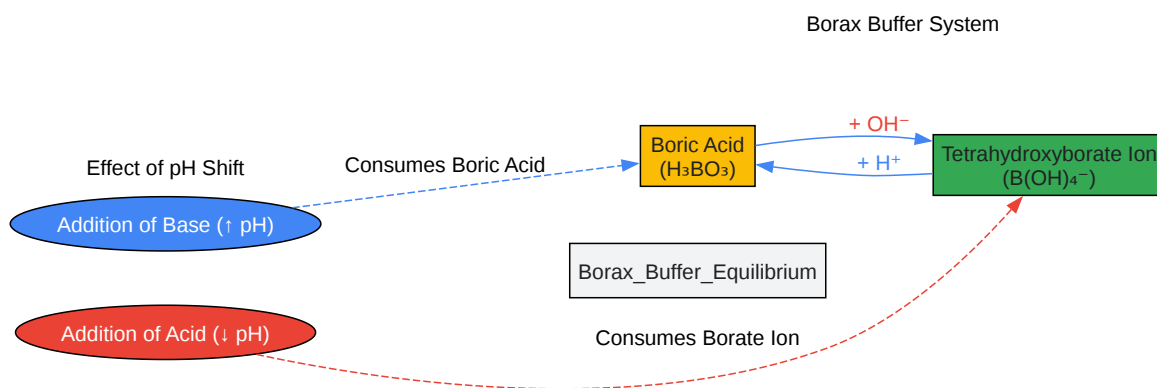 Borax Buffer System
Effect of pH Shift
Consumes Boric Acid
Boric Acid
(H₃BO₃)
+ OH⁻
+ H⁺
Tetrahydroxyborate Ion
(B(OH)₄⁻)
Addition of Base (↑ pH)
Borax_Buffer_Equilibrium
Addition of Acid (↓ pH)
Consumes Borate Ion